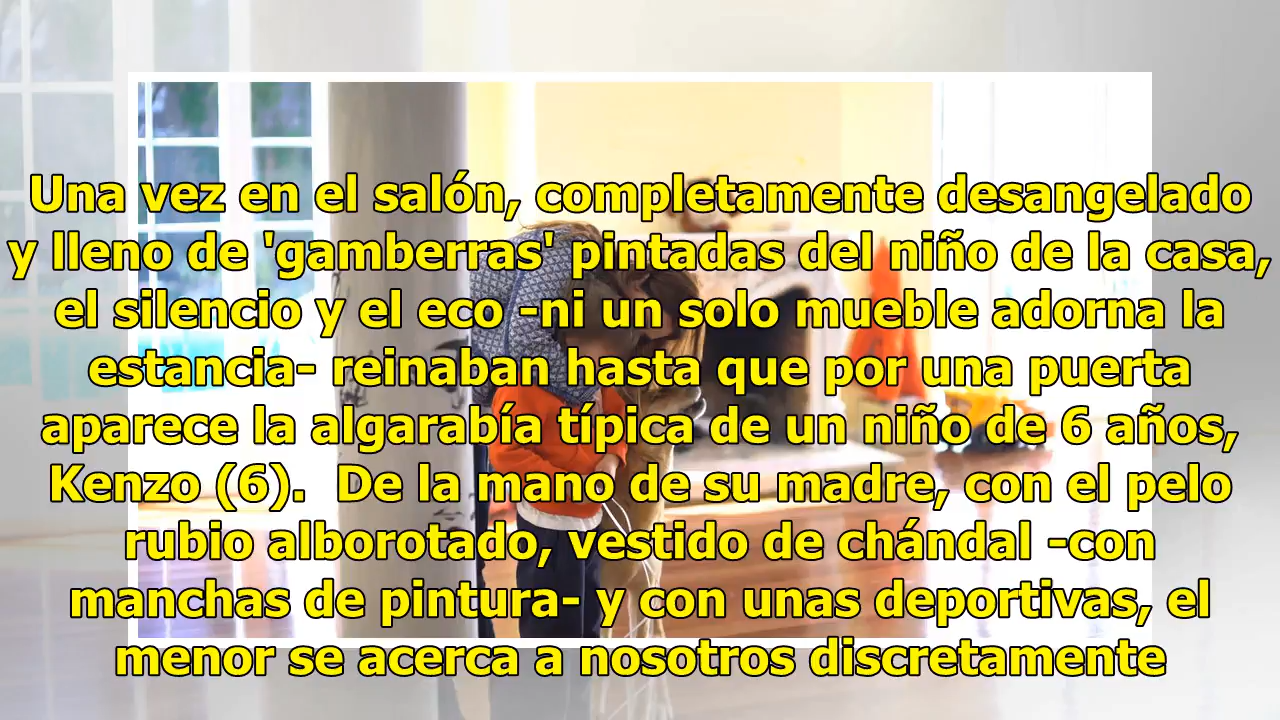 Una vez en el salón, completamente desangelado
y lleno de 'gamberras' pintadas del niño de la casa,
el silencio y el eco -ni un solo mueble adorna la
estancia- reinaban hasta que por una puerta
aparece la algarabía típica de un niño de 6 años,
Kenzo (6).  De la mano de su madre, con el pelo
rubio alborotado, vestido de chándal -con
manchas de pintura- y con unas deportivas, el
menor se acerca a nosotros discretamente